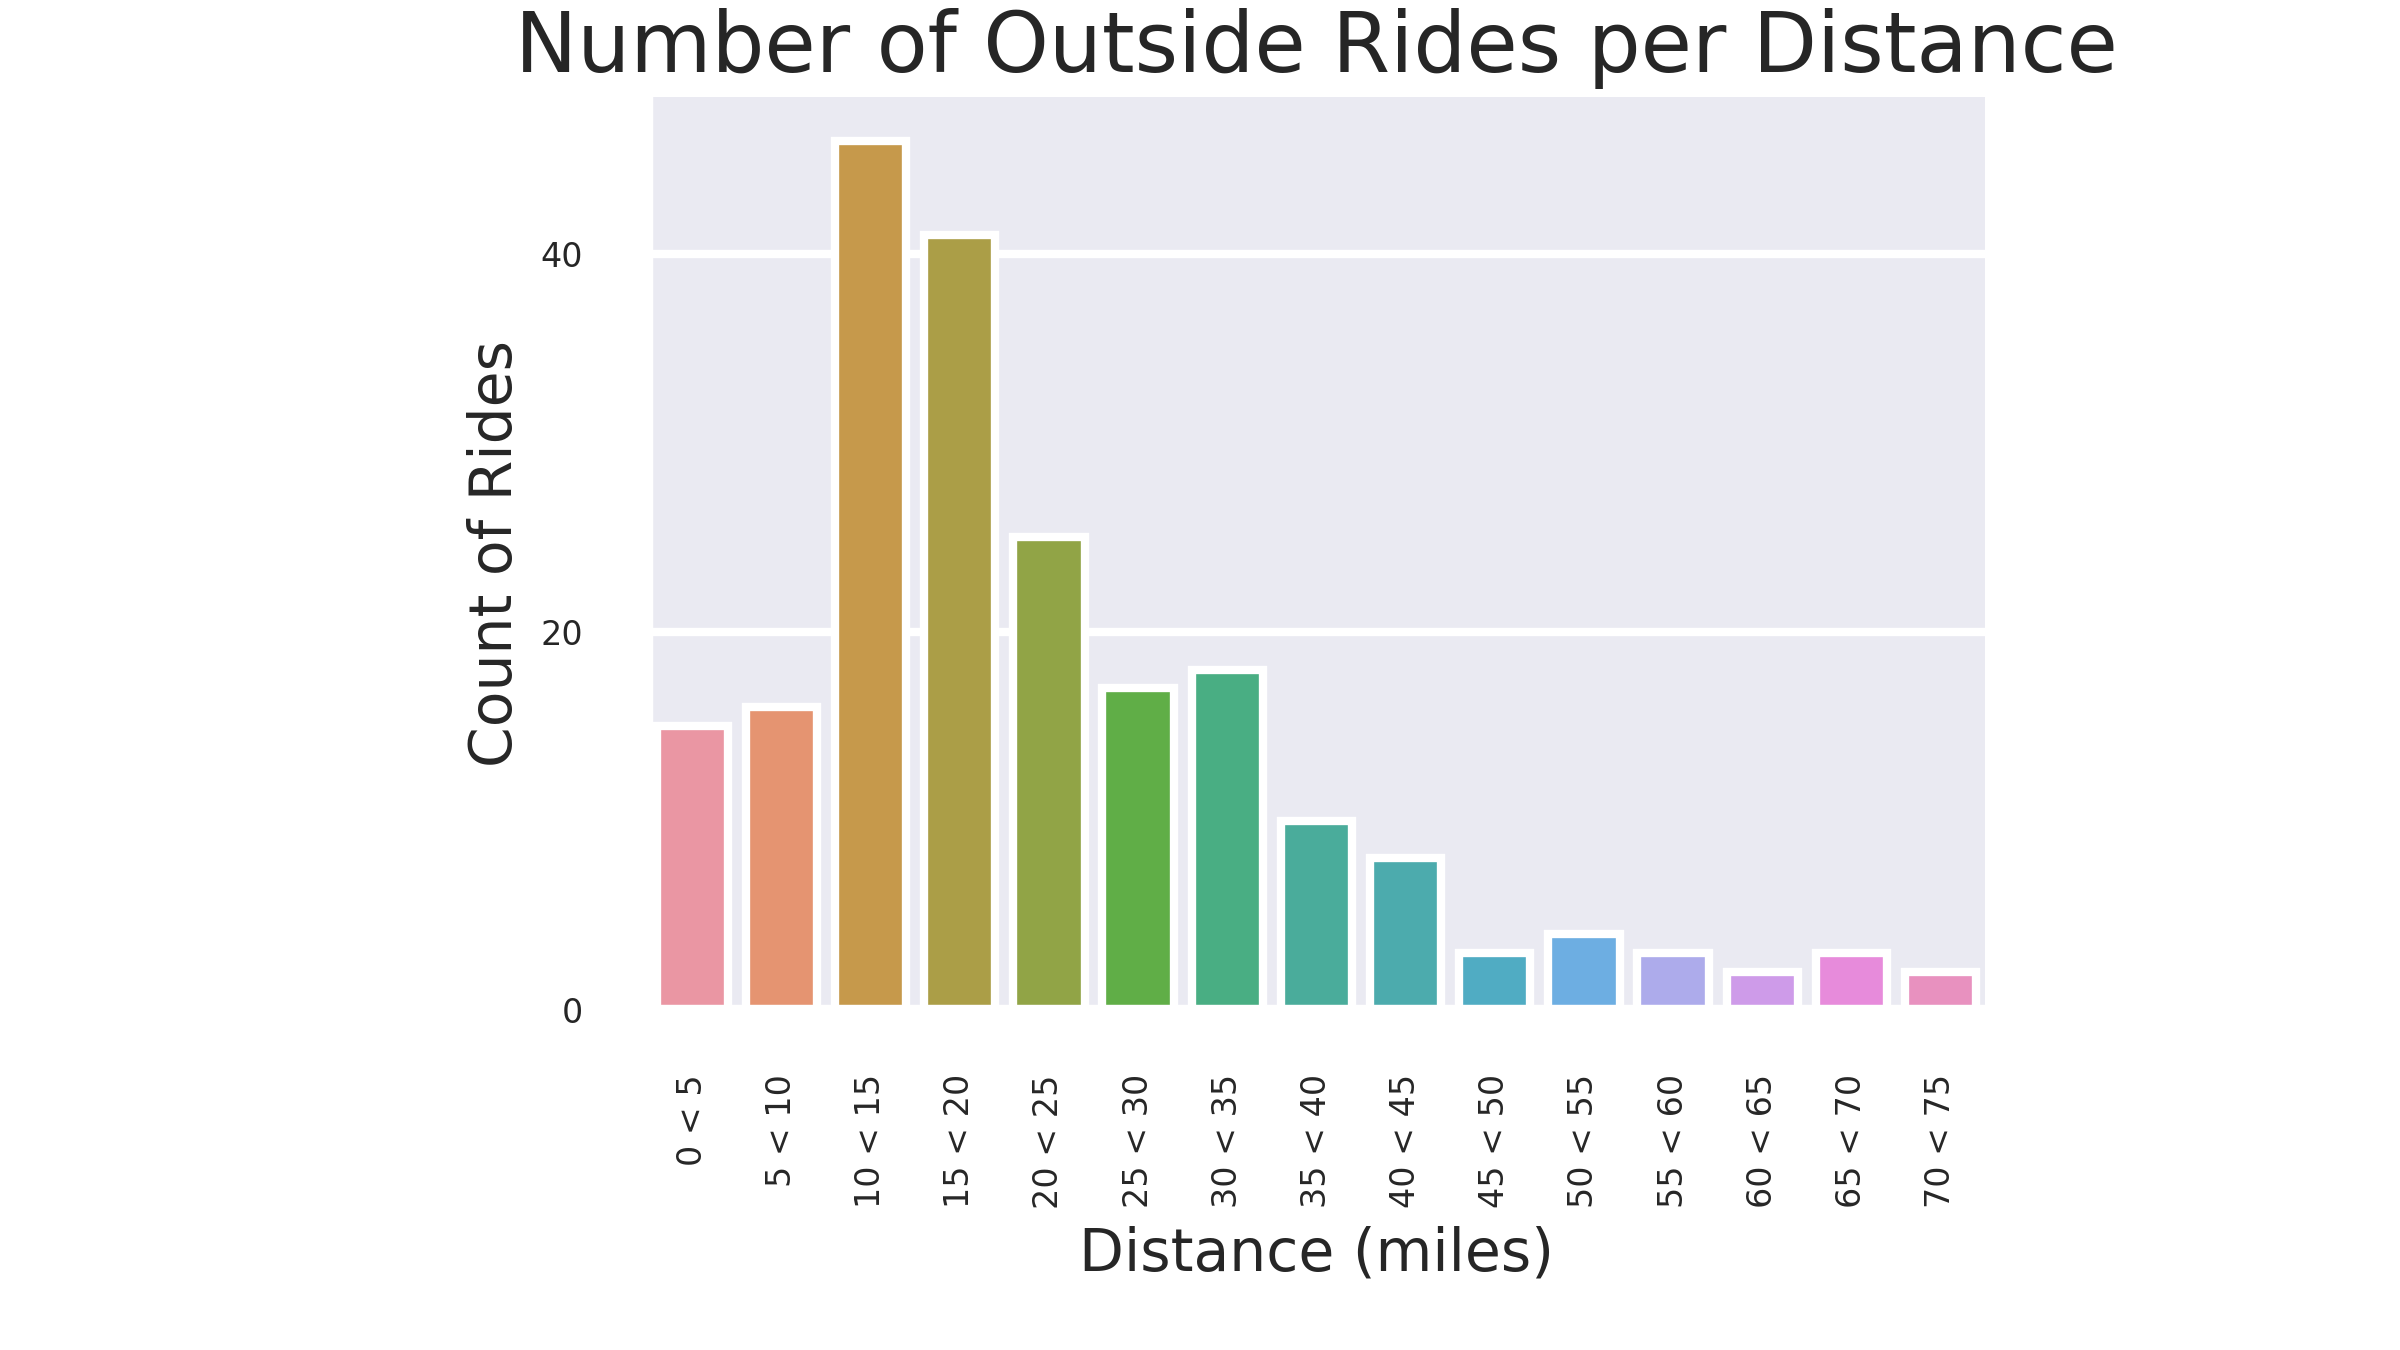 Number of Outside Rides per Distance
Count of Rides
40
20
0
0 < 5
5 < 10
10 < 15
15 < 20
20 < 25
25 < 30
30 < 35
35 < 40
40 < 45
45 < 50
50 < 55
55 < 60
60 < 65
65 < 70
70 < 75
Distance (miles)